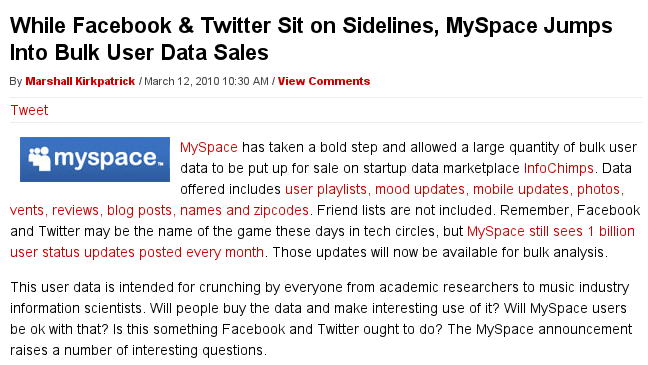 While Facebook & Twitter Sit on Sidelines, MySpace Jumps
Into Bulk User Data Sales
By Marshall Kirkpatrick / March 12, 2010 10:30 AM / View Comments
Tweet
myspace™
MySpace has taken a bold step and allowed a large quantity of bulk user
data to be put up for sale on startup data marketplace InfoChimps. Data
offered includes user playlists, mood updates, mobile updates, photos,
vents, reviews, blog posts, names and zipcodes. Friend lists are not included. Remember, Facebook
and Twitter may be the name of the game these days in tech circles, but MySpace still sees 1 billion
user status updates posted every month. Those updates will now be available for bulk analysis.
This user data is intended for crunching by everyone from academic researchers to music industry
information scientists. Will people buy the data and make interesting use of it? Will MySpace users
be ok with that? Is this something Facebook and Twitter ought to do? The MySpace announcement
raises a number of interesting questions.